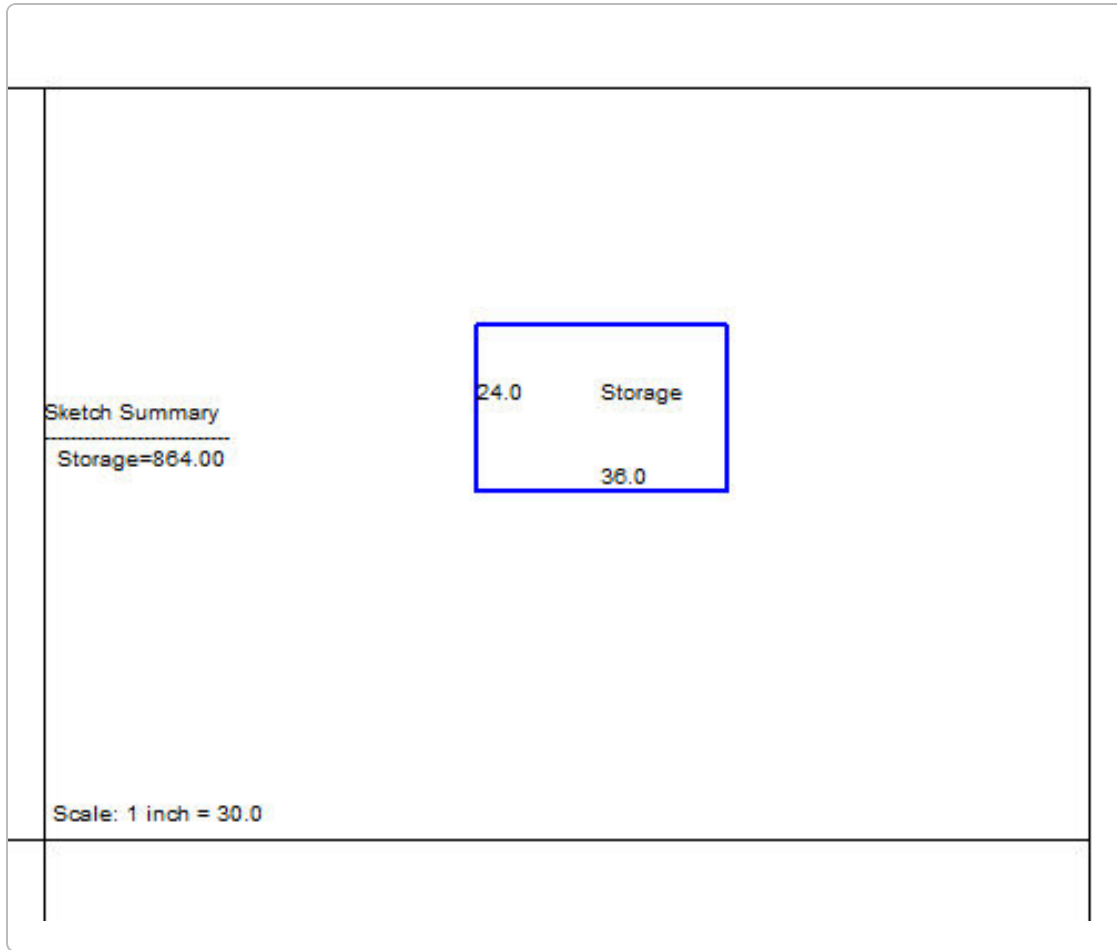 24.0 Storage
Sketch Summary
Storage=864.00
36.0
Scale: 1 inch = 30.0